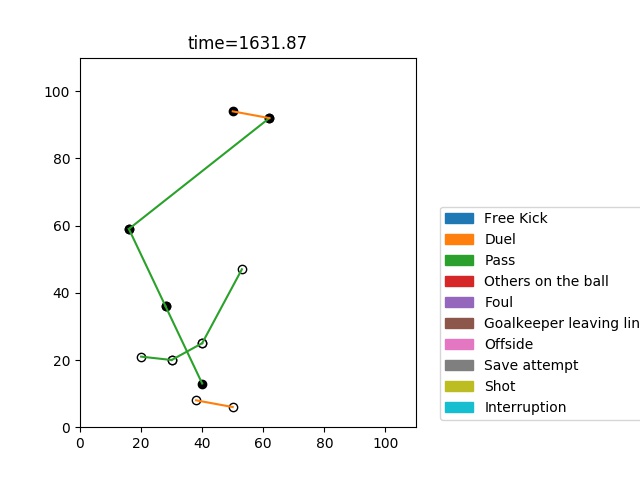 time=1631.87
100
80
60
40
20
0
0 20 40 60 80 100
Free Kick
Duel
Pass
Others on the ball
Foul
Goalkeeper leaving lin
Offside
Save attempt
Shot
Interruption